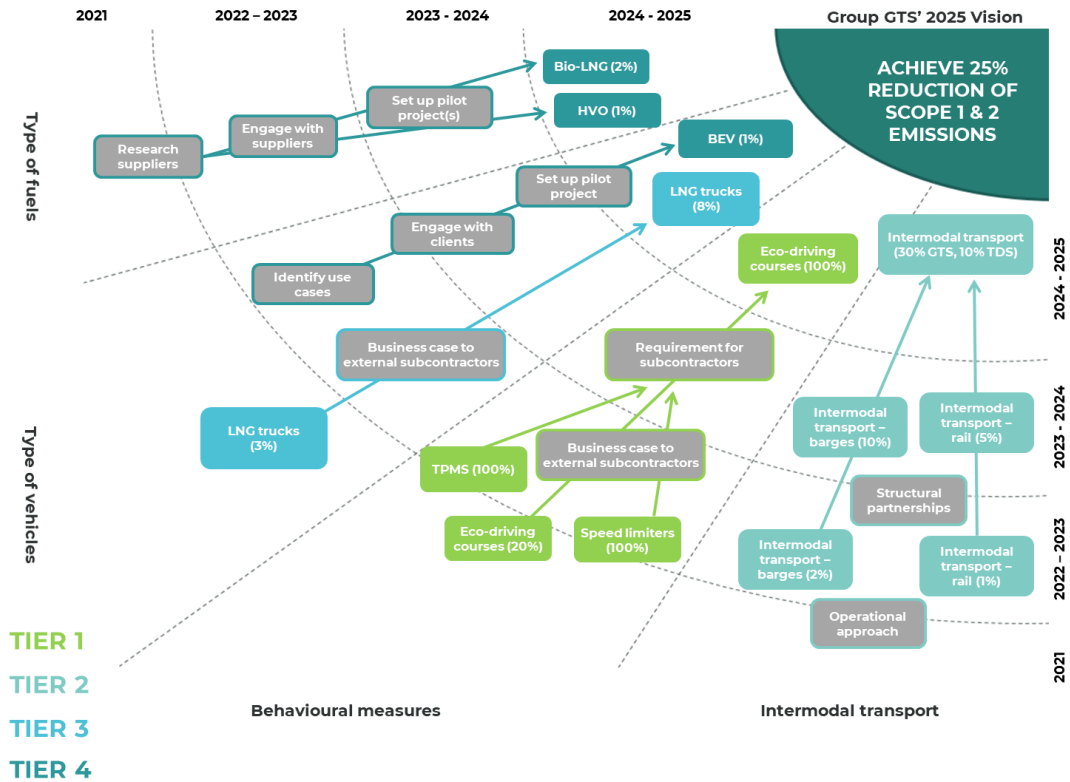 2021
2022 – 2023
2023 - 2024
2024 - 2025
Group GTS’ 2025 Vision
ACHIEVE 25%
REDUCTION OF
SCOPE 1 & 2
EMISSIONS
Type of fuels
Research
suppliers
Engage with
suppliers
Set up pilot
project(s)
Bio-LNG (2%)
HVO (1%)
BEV (1%)
Set up pilot
project
Engage with
clients
Identify use
cases
LNG trucks
(8%)
Business case to
external subcontractors
LNG trucks
(3%)
Type of vehicles
Eco-driving
courses (100%)
Requirement for
subcontractors
Business case to
external subcontractors
TPMS (100%)
Eco-driving
courses (20%)
Speed limiters
(100%)
Intermodal transport
(30% GTS, 10% TDS)
Intermodal
transport –
barges (10%)
Intermodal
transport –
rail (5%)
Structural
partnerships
Intermodal
transport –
barges (2%)
Intermodal
transport –
rail (1%)
Operational
approach
2024 - 2025
2023 - 2024
2022 – 2023
2021
TIER 1
TIER 2
TIER 3
TIER 4
Behavioural measures
Intermodal transport